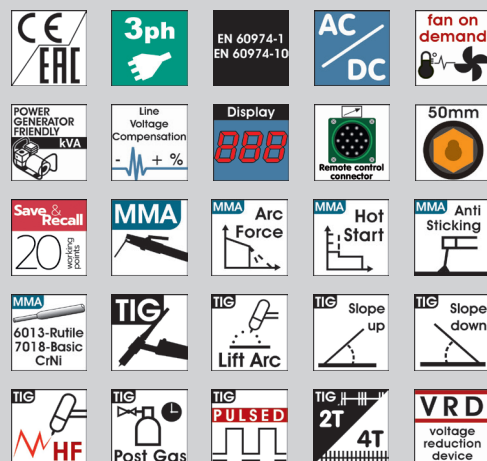 CE
EAC
3ph
EN 60974-1
EN 60974-10
AC
DC
fan on
demand
POWER
GENERATOR
FRIENDLY
kVA
Line
Voltage
Compensation
- + %
Display
888
Remote control
connector
50mm
Save &
Recall
20
working
points
MMA
MMA
Arc
Force
MMA
Hot
Start
MMA
Anti
Sticking
MMA
6013-Rutile
7018-Basic
CrNi
TIG
TIG
Lift Arc
TIG
Slope
up
TIG
Slope
down
TIG
HF
TIG
Post Gas
TIG
PULSED
TIG
2T
4T
VRD
voltage
reduction
device